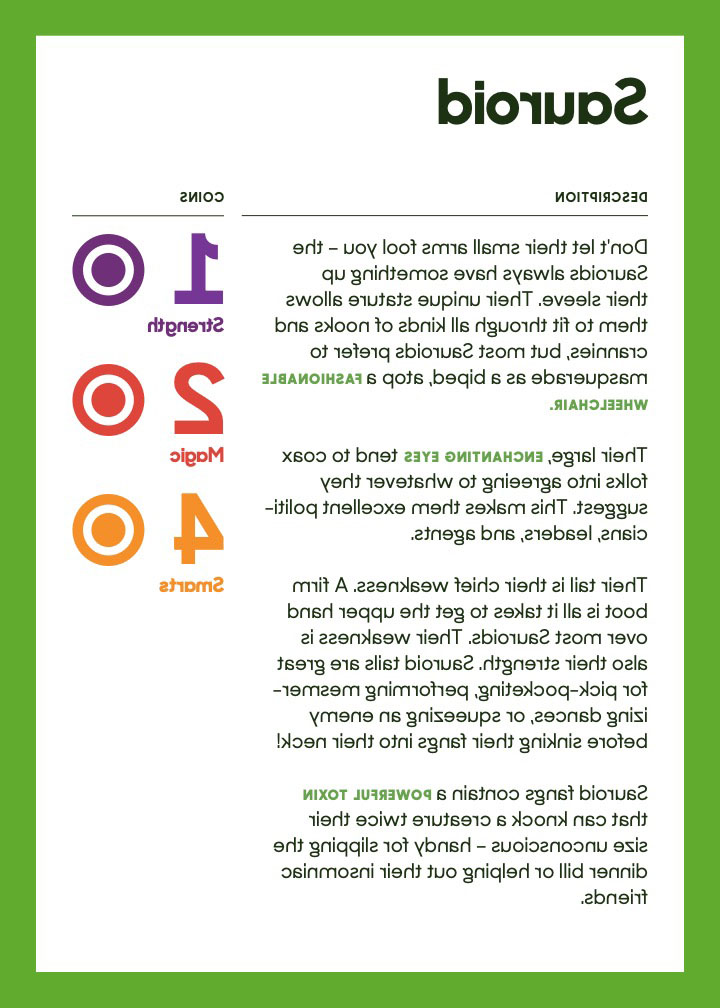 Sauroid
DESCRIPTION
Don't let their small arms fool you – the
Sauroids always have something up
their sleeve. Their unique stature allows
them to fit through all kinds of nooks and
crannies, but most Sauroids prefer to
masquerade as a biped, atop a FASHIONABLE
WHEELCHAIR.
Their large, ENCHANTING EYES tend to coax
folks into agreeing to whatever they
suggest. This makes them excellent politi-
cians, leaders, and agents.
Their tail is their chief weakness. A firm
boot is all it takes to get the upper hand
over most Sauroids. Their weakness is
also their strength. Sauroid tails are great
for pick-pocketing, performing mesmer-
izing dances, or squeezing an enemy
before sinking their fangs into their neck!
Sauroid fangs contain a POWERFUL TOXIN
that can knock a creature twice their
size unconscious – handy for slipping the
dinner bill or helping out their insomniac
friends.
COINS
1
Strength
2
Magic
4
Smarts